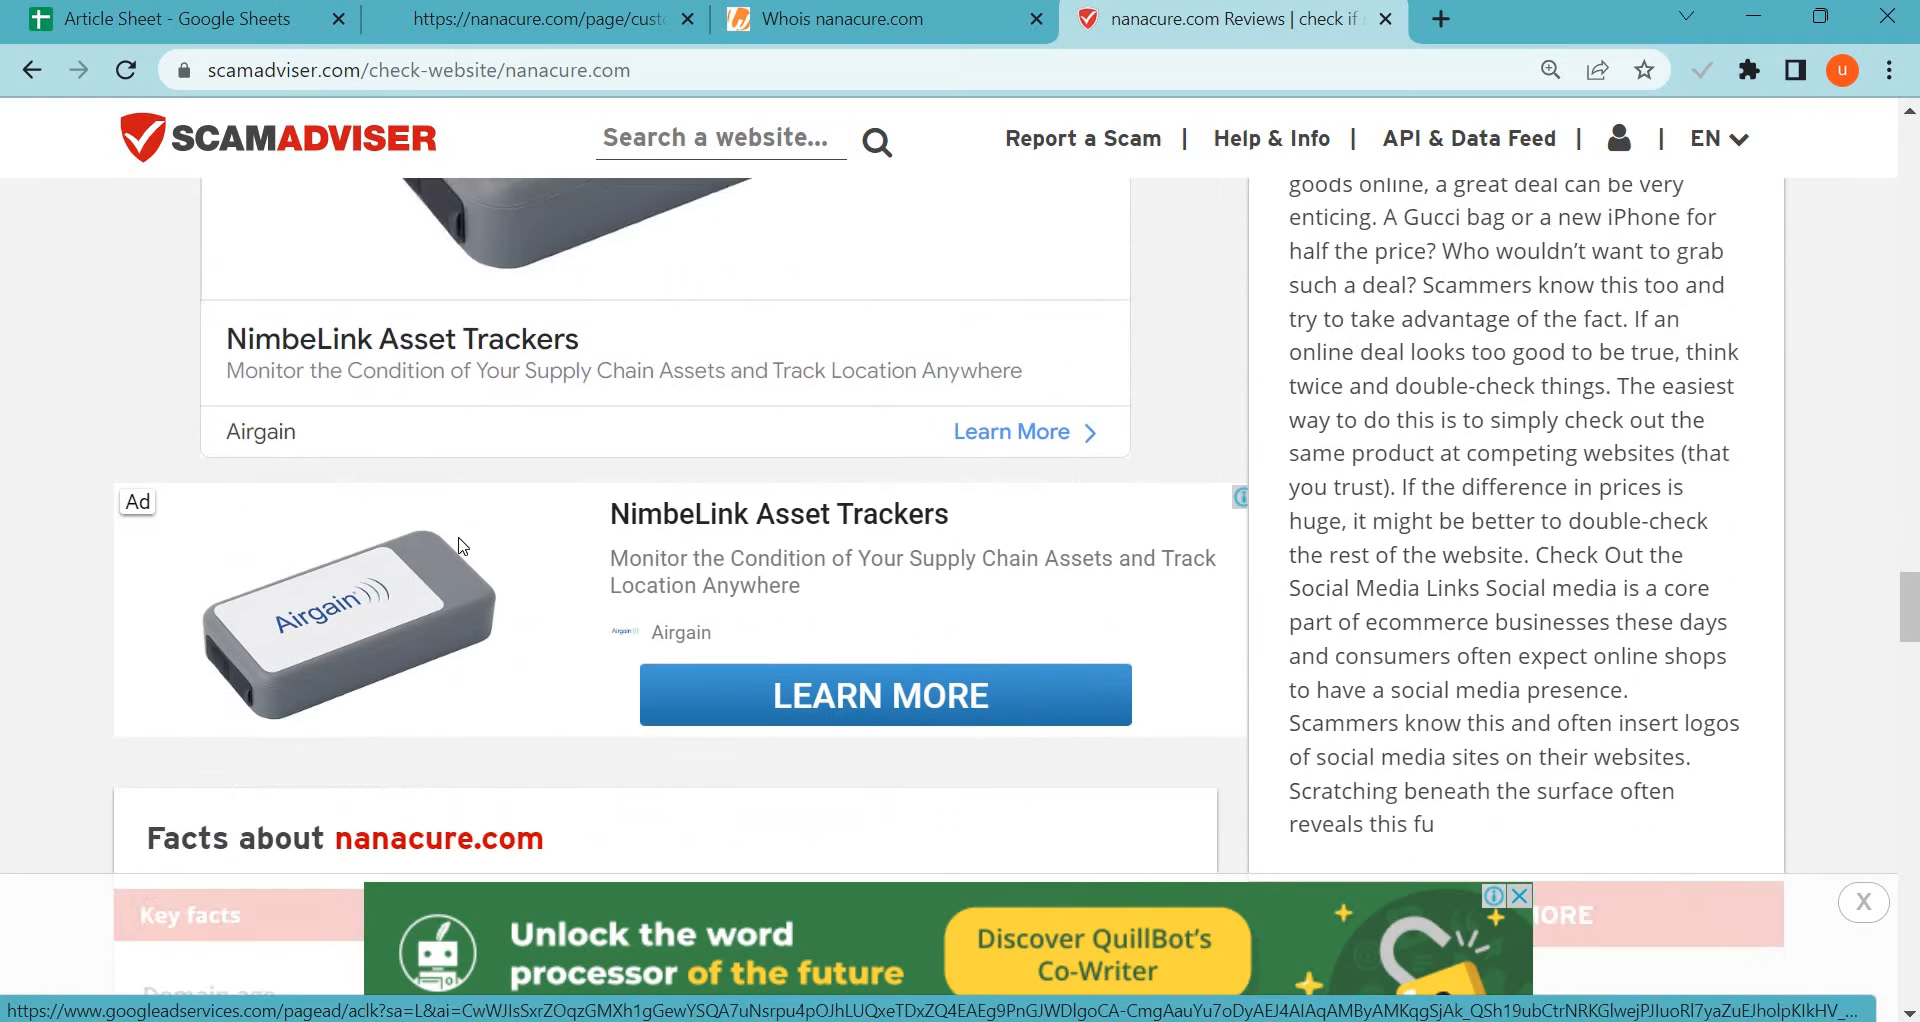 Article Sheet - Google Sheets
https://nanacure.com/page/cust
Whois nanacure.com
nanacure.com Reviews | check if
scamadviser.com/check-website/nanacure.com
u
SCAMADVISER
Search a website...
Report a Scam | Help & Info | API & Data Feed | | EN
goods online, a great deal can be very
enticing. A Gucci bag or a new iPhone for
half the price? Who wouldn't want to grab
such a deal? Scammers know this too and
try to take advantage of the fact. If an
online deal looks too good to be true, think
twice and double-check things. The easiest
way to do this is to simply check out the
same product at competing websites (that
you trust). If the difference in prices is
huge, it might be better to double-check
the rest of the website. Check Out the
Social Media Links Social media is a core
part of ecommerce businesses these days
and consumers often expect online shops
to have a social media presence.
Scammers know this and often insert logos
of social media sites on their websites.
Scratching beneath the surface often
reveals this fu
NimbeLink Asset Trackers
Monitor the Condition of Your Supply Chain Assets and Track Location Anywhere
Airgain
Learn More
Ad
Airgain
NimbeLink Asset Trackers
Monitor the Condition of Your Supply Chain Assets and Track
Location Anywhere
Airgain Airgain
LEARN MORE
Facts about nanacure.com
Key facts
ORE
Domain age
Unlock the word
processor of the future
Discover QuillBot's
Co-Writer
X